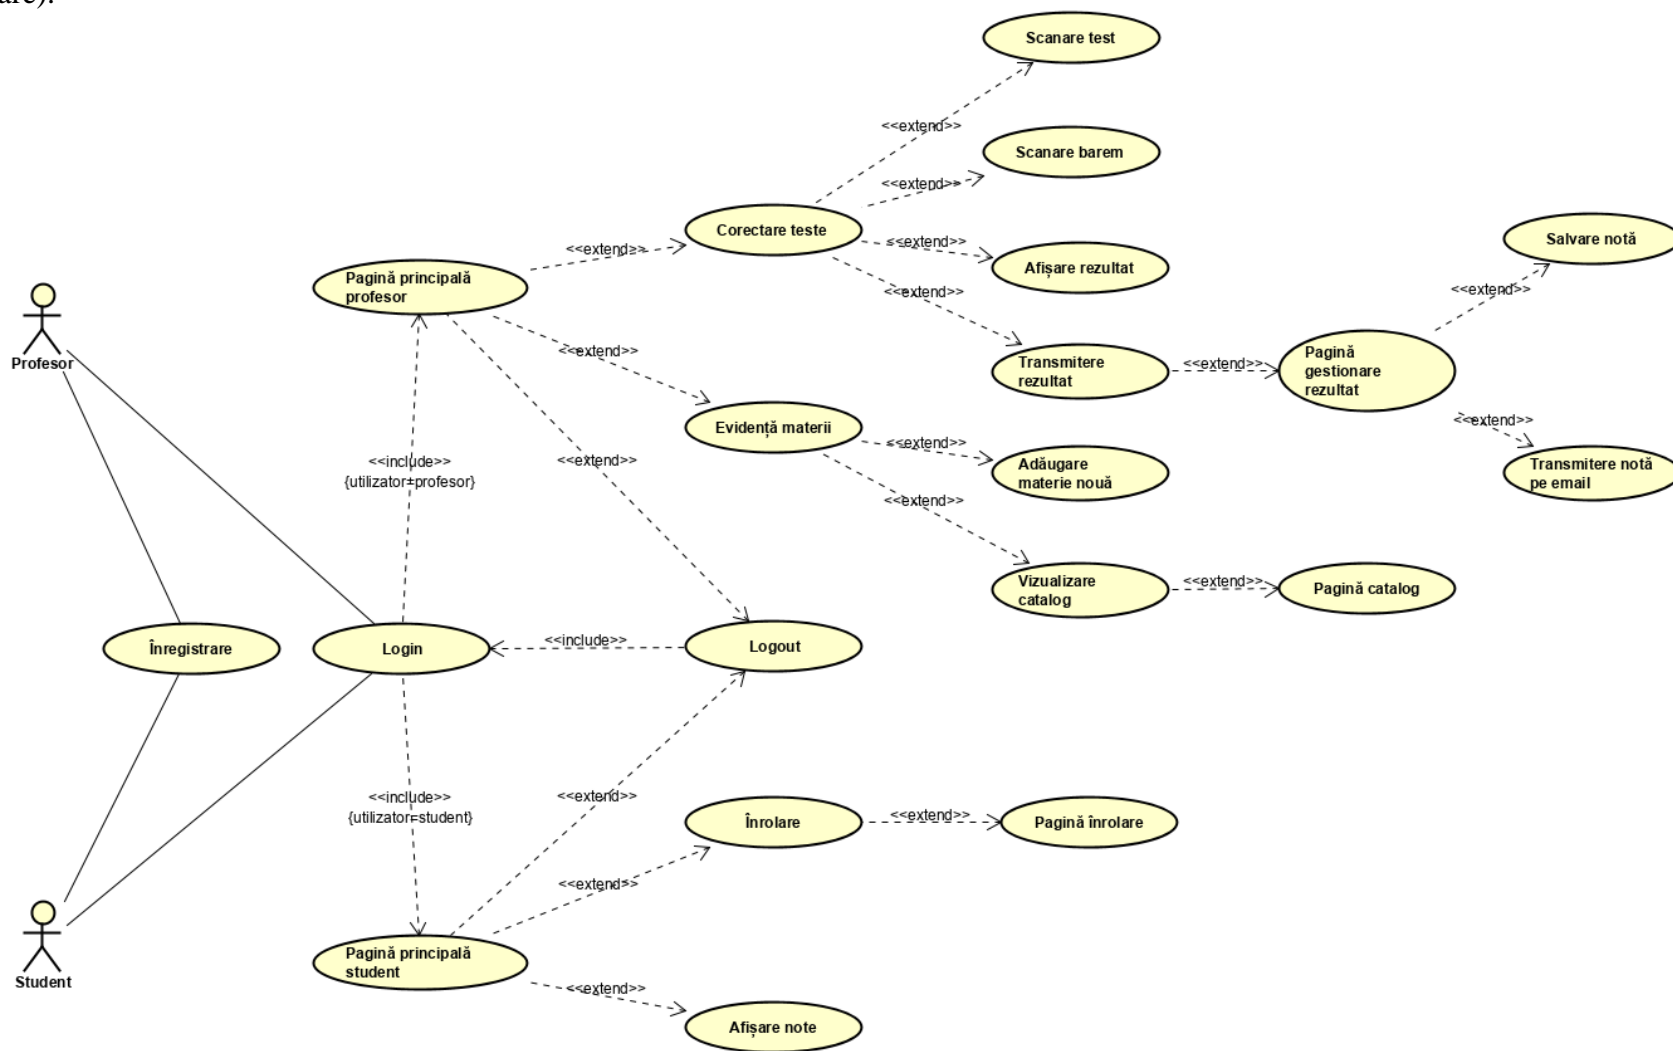 are).
Scanare test
<<extend>>
Scanare barem
<<extend>>
Corectare teste
<<extend>>
Salvare notă
<<extend>>
Afișare rezultat
Pagină principală
profesor
<<extend>>
<<extend>>
Profesor
<<extend>>
Transmitere
rezultat
<<extend>>
Pagină
gestionare
rezultat
Evidență materii
<<extend>>
<<extend>>
<<include>>
{utilizator=profesor}
<<extend>>
Adăugare
materie nouă
Transmitere notă
pe email
<<extend>>
Vizualizare
catalog
<<extend>>
Pagină catalog
Înregistrare
Login
<<include>>
Logout
<<include>>
{utilizator=student}
<<extend>>
Înrolare
<<extend>>
Pagină înrolare
<<extend>>
Student
Pagină principală
student
<<extend>>
Afișare note